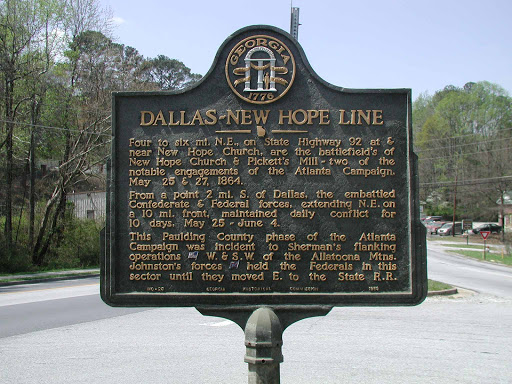 GEORGIA
1776
DALLAS-NEW HOPE LINE
Four to six mi. N.E., on State Highway 92 at &
near New Hope Church, are the battlefield's of
New Hope Church & Pickett's Mill - two of the
notable engagements of the Atlanta Campaign,
May 25 & 27, 1864.
From a point 2 mi. S. of Dallas, the embattled
Confederate & Federal forces, extending N.E. on
a 10 mi. front, maintained daily conflict for
10 days, May 25 - June 4.
This Paulding County phase of the Atlanta
Campaign was incident to Sherman's flanking
operations W. & S.W. of the Allatoona Mtns.
Johnston's forces held the Federals in this
sector until they moved E. to the State R.R.
GEORGIA HISTORICAL COMMISSION